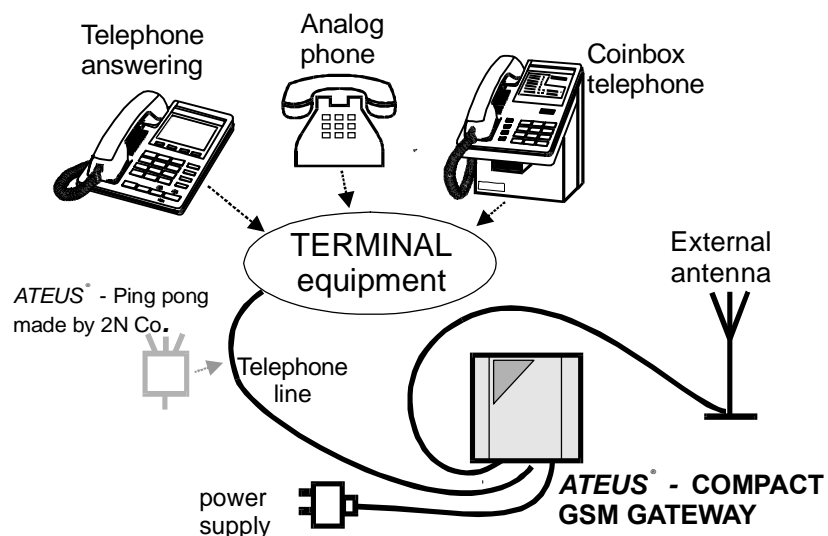 Telephone
answering
Analog
phone
Coinbox
telephone
TERMINAL
equipment
External
antenna
ATEUS® - Ping pong
made by 2N Co.
Telephone
line
ATEUS® - COMPACT
GSM GATEWAY
power
supply